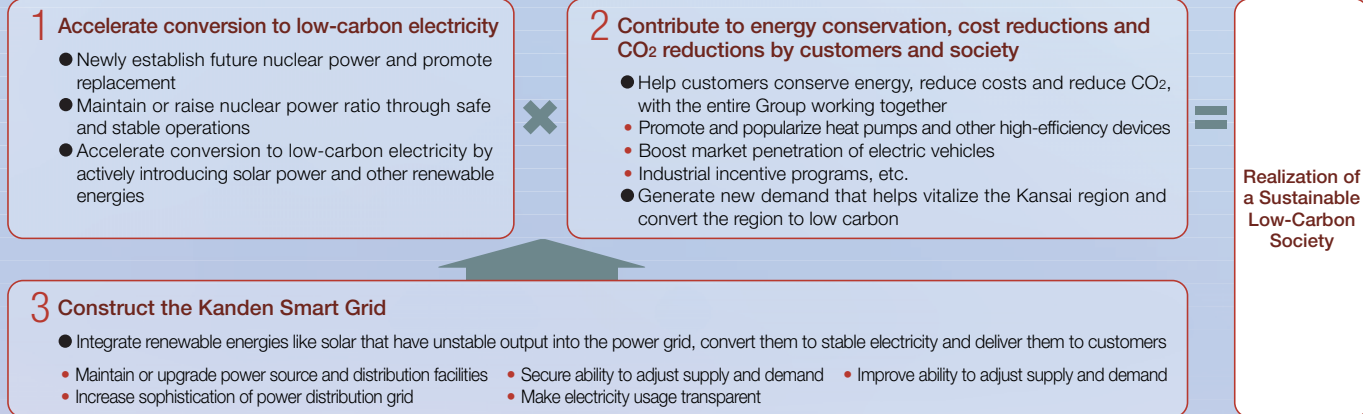 1 Accelerate conversion to low-carbon electricity
● Newly establish future nuclear power and promote
replacement
● Maintain or raise nuclear power ratio through safe
and stable operations
● Accelerate conversion to low-carbon electricity by
actively introducing solar power and other renewable
energies
×
2 Contribute to energy conservation, cost reductions and
CO2 reductions by customers and society
● Help customers conserve energy, reduce costs and reduce CO2,
with the entire Group working together
• Promote and popularize heat pumps and other high-efficiency devices
• Boost market penetration of electric vehicles
• Industrial incentive programs, etc.
● Generate new demand that helps vitalize the Kansai region and
convert the region to low carbon
=
Realization of
a Sustainable
Low-Carbon
Society
3 Construct the Kanden Smart Grid
● Integrate renewable energies like solar that have unstable output into the power grid, convert them to stable electricity and deliver them to customers
• Maintain or upgrade power source and distribution facilities • Secure ability to adjust supply and demand • Improve ability to adjust supply and demand
• Increase sophistication of power distribution grid • Make electricity usage transparent